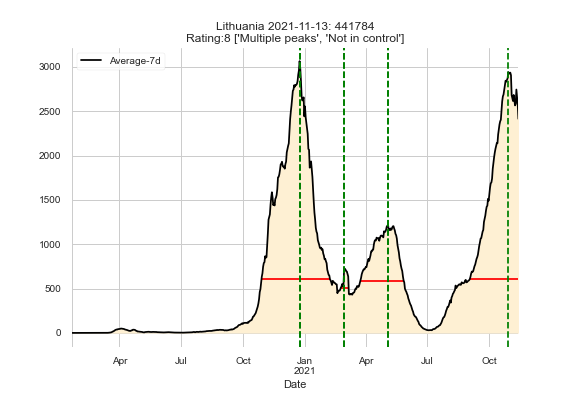 Lithuania 2021-11-13: 441784
Rating:8 ['Multiple peaks', 'Not in control']
Average-7d
3000
2500
2000
1500
1000
500
0
Apr
Jul
Oct
Jan
2021
Apr
Jul
Oct
Date